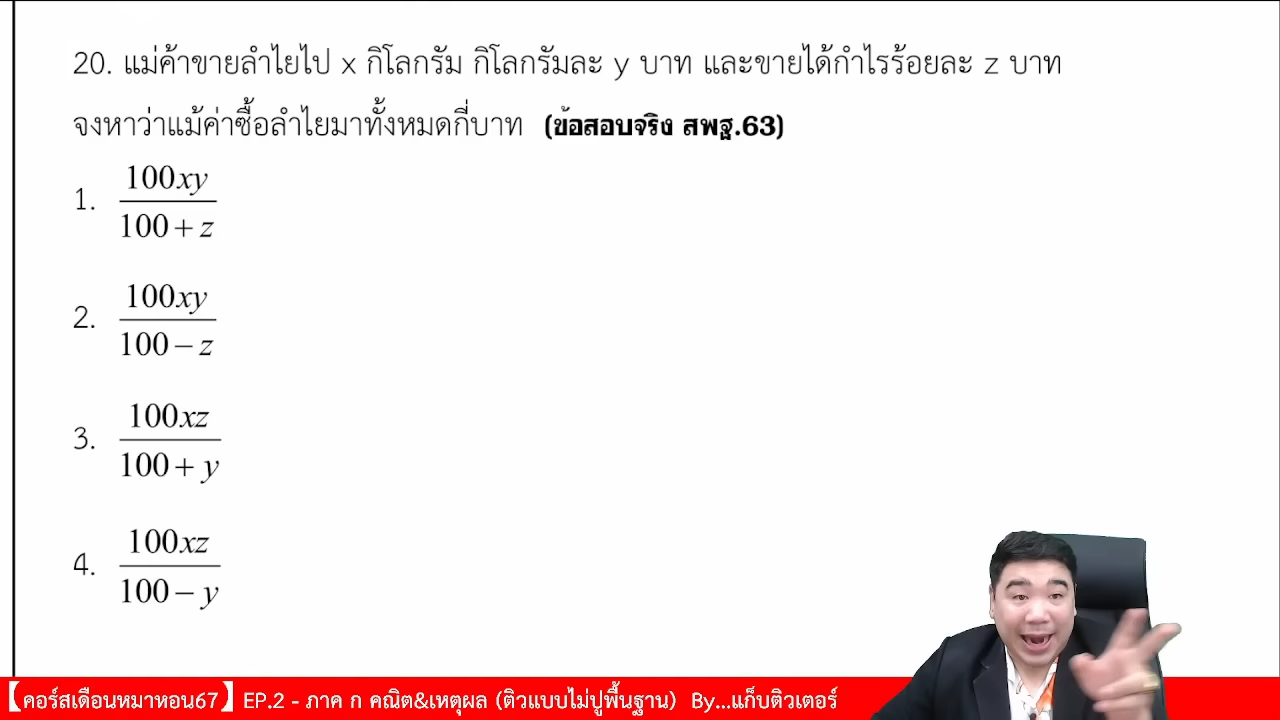 20. แม่ค้าขายลำไยไป x กิโลกรัม กิโลกรัมละ y บาท และขายได้กำไรร้อยละ z บาท
จงหาว่าแม้ค่าซื้อลำไยมาทั้งหมดกี่บาท (ข้อสอบจริง สพฐ.63)
1. 100xy / 100 + z
2. 100xy / 100 − z
3. 100xz / 100 + y
4. 100xz / 100 − y
【คอร์สเดือนหมาหอน67】 EP.2 - ภาค ก คณิต&เหตุผล (ติวแบบไม่ปูพื้นฐาน) By...แก็บติวเตอร์